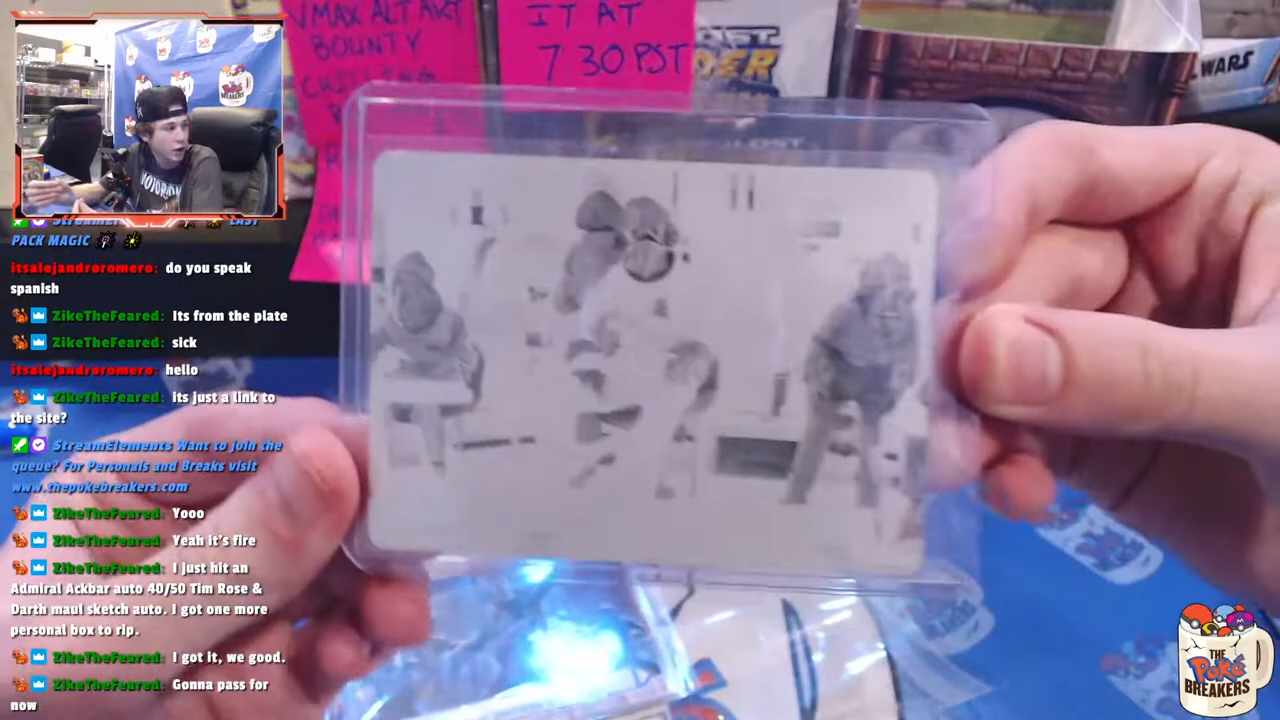 VMAX ALT ART
BOUNTY
IT AT
7 30 PST
WARS
LOST
PACK MAGIC
itsalejandroromero: do you speak
spanish
ZikeTheFeared: Its from the plate
ZikeTheFeared: sick
itsalejandroromero: hello
ZikeTheFeared: its just a link to
the site?
StreamElements Want to join the
queue? For Personals and Breaks visit
www.thepokebreakers.com
ZikeTheFeared: Yooo
ZikeTheFeared: Yeah it's fire
ZikeTheFeared: I just hit an
Admiral Ackbar auto 40/50 Tim Rose &
Darth maul sketch auto. I got one more
personal box to rip.
ZikeTheFeared: I got it, we good.
ZikeTheFeared: Gonna pass for
now
THE
Poké
BREAKERS